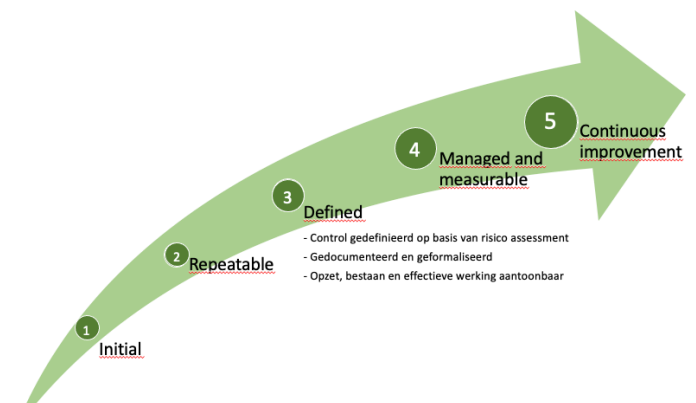 1
Initial
2
Repeatable
3
Defined
- Control gedefinieerd op basis van risico assessment
- Gedocumenteerd en geformaliseerd
- Opzet, bestaan en effectieve werking aantoonbaar
4
Managed and
measurable
5
Continuous
improvement